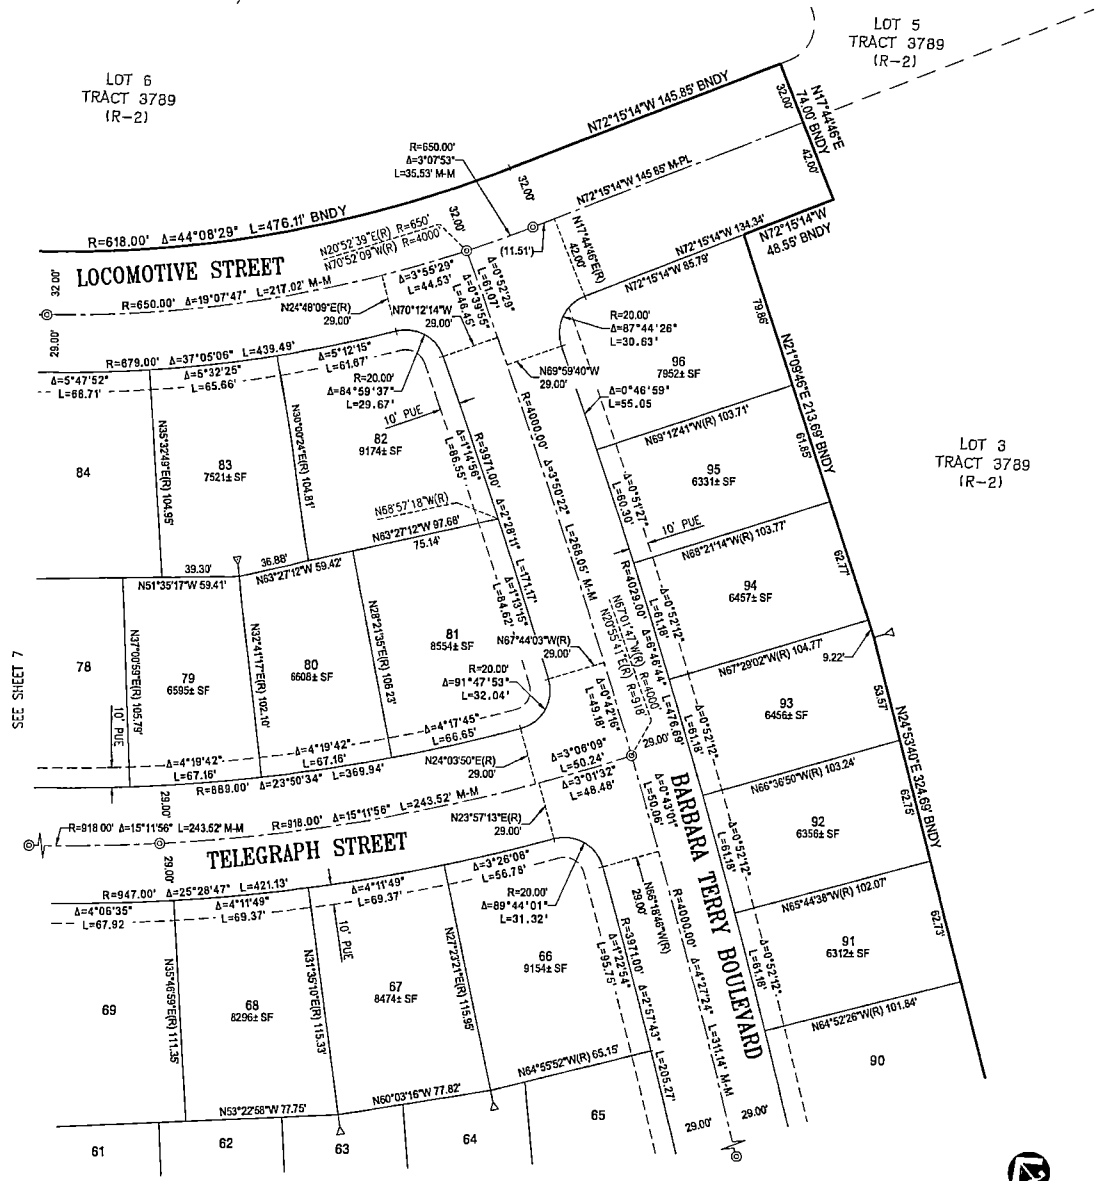 LOT 6
TRACT 3789
(R-2)
LOT 5
TRACT 3789
(R-2)
N72°15'14"W 145.85' BNDY
32.00'
N17°44'46"E
74.00' BNDY
42.00'
R=650.00'
Δ=3°07'53"
L=35.53' M-M
32.00'
N72°15'14"W 145.85' M-PL
R=618.00' Δ=44°08'29" L=476.11' BNDY
N20°52'39"E(R) R=650'
N70°52'09"W(R) R=4000'
32.00'
(11.51')
N17°44'46"E(R)
42.00'
N72°15'14"W 134.34'
N72°15'14"W
48.55' BNDY
N72°15'14"W 85.79'
32.00'
LOCOMOTIVE STREET
R=650.00' Δ=19°07'47" L=217.02' M-M
Δ=3°55'29"
L=44.53'
Δ=0°52'29"
L=61.07'
Δ=0°39'55"
L=46.45'
N24°48'09"E(R)
29.00'
N70°12'14"W
29.00'
29.00'
R=20.00'
Δ=87°44'26"
L=30.63'
79.86'
96
7952± SF
N69°59'40"W
29.00'
Δ=0°46'59"
L=55.05
R=679.00' Δ=37°05'06" L=439.49'
Δ=5°47'52"
L=68.71'
Δ=5°32'25"
L=65.66'
Δ=5°12'15"
L=61.67'
R=20.00'
Δ=84°59'37"
L=29.67'
10' PUE
N21°09'46"E 213.69' BNDY
R=4000.00' Δ=3°50'22" L=268.05' M-M
N69°12'41"W(R) 103.71'
61.65'
84
N35°32'49"E(R) 104.95'
83
7521± SF
N30°00'24"E(R) 104.81'
82
9174± SF
Δ=1°14'56"
L=86.55'
R=3971.00' Δ=2°28'11" L=171.17'
LOT 3
TRACT 3789
(R-2)
95
6331± SF
Δ=0°51'27"
L=60.30'
10' PUE
N68°57'18"W(R)
N63°27'12"W 97.68'
75.14'
N68°21'14"W(R) 103.77'
62.77'
39.30'
36.88'
N51°35'17"W 59.41'
N63°27'12"W 59.42'
Δ=1°13'15"
L=84.62'
94
6457± SF
R=4029.00' Δ=6°46'44" L=476.69'
Δ=0°52'12"
L=61.18'
N67°01'47"W(R) R=4000'
N20°55'41"E(R) R=918'
SEE SHEET 7
78
N37°00'59"E(R) 105.79'
79
6595± SF
N32°41'17"E(R) 102.10'
80
6608± SF
N28°21'35"E(R) 106.23'
81
8554± SF
N67°44'03"W(R)
29.00'
R=20.00'
Δ=91°47'53"
L=32.04'
Δ=0°42'16"
L=49.18'
N67°29'02"W(R) 104.77'
9.22'
53.57'
93
6456± SF
Δ=0°52'12"
L=61.18'
10' PUE
Δ=4°19'42"
L=67.16'
Δ=4°19'42"
L=67.16'
Δ=4°17'45"
L=66.65'
R=889.00' Δ=23°50'34" L=369.94'
N24°03'50"E(R)
29.00'
Δ=3°06'09"
L=50.24'
Δ=3°01'32"
L=48.48'
29.00'
N24°53'40"E 324.69' BNDY
N66°36'50"W(R) 103.24'
62.75'
29.00'
R=918.00' Δ=15°11'56" L=243.52' M-M
R=918.00' Δ=15°11'56" L=243.52' M-M
N23°57'13"E(R)
29.00'
Δ=0°43'01"
L=50.06'
BARBARA TERRY BOULEVARD
92
6356± SF
Δ=0°52'12"
L=61.18'
29.00'
TELEGRAPH STREET
N66°18'46"W(R)
29.00'
N65°44'38"W(R) 102.07'
62.73'
R=947.00' Δ=25°28'47" L=421.13'
Δ=4°06'35"
L=67.92
Δ=4°11'49"
L=69.37'
Δ=4°11'49"
L=69.37'
Δ=3°26'08"
L=56.78'
R=20.00'
Δ=89°44'01"
L=31.32'
10' PUE
91
6312± SF
Δ=0°52'12"
L=61.18'
69
N35°46'59"E(R) 111.35'
68
8296± SF
N31°35'10"E(R) 115.33'
67
8474± SF
N27°23'21"E(R) 115.95'
66
9154± SF
Δ=1°22'54"
L=95.75'
R=3971.00' Δ=2°57'43" L=205.27'
R=4000.00' Δ=4°27'24" L=311.14' M-M
N64°52'26"W(R) 101.84'
90
N64°55'52"W(R) 65.15'
N60°03'16"W 77.82'
N53°22'58"W 77.75'
61
62
63
64
65
29.00'
29.00'